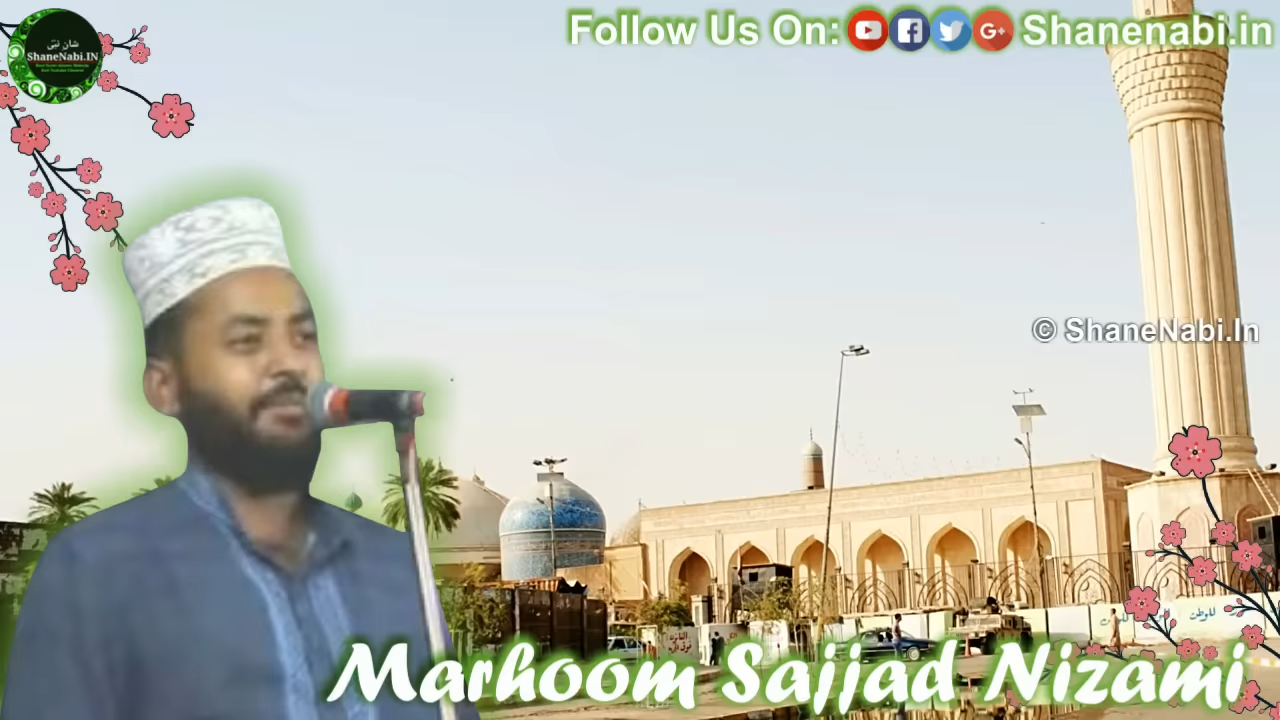 شان نبی
ShaneNabi.IN
Follow Us On: Shanenabi.in
© ShaneNabi.In
Marhoom Sajjad Nizami